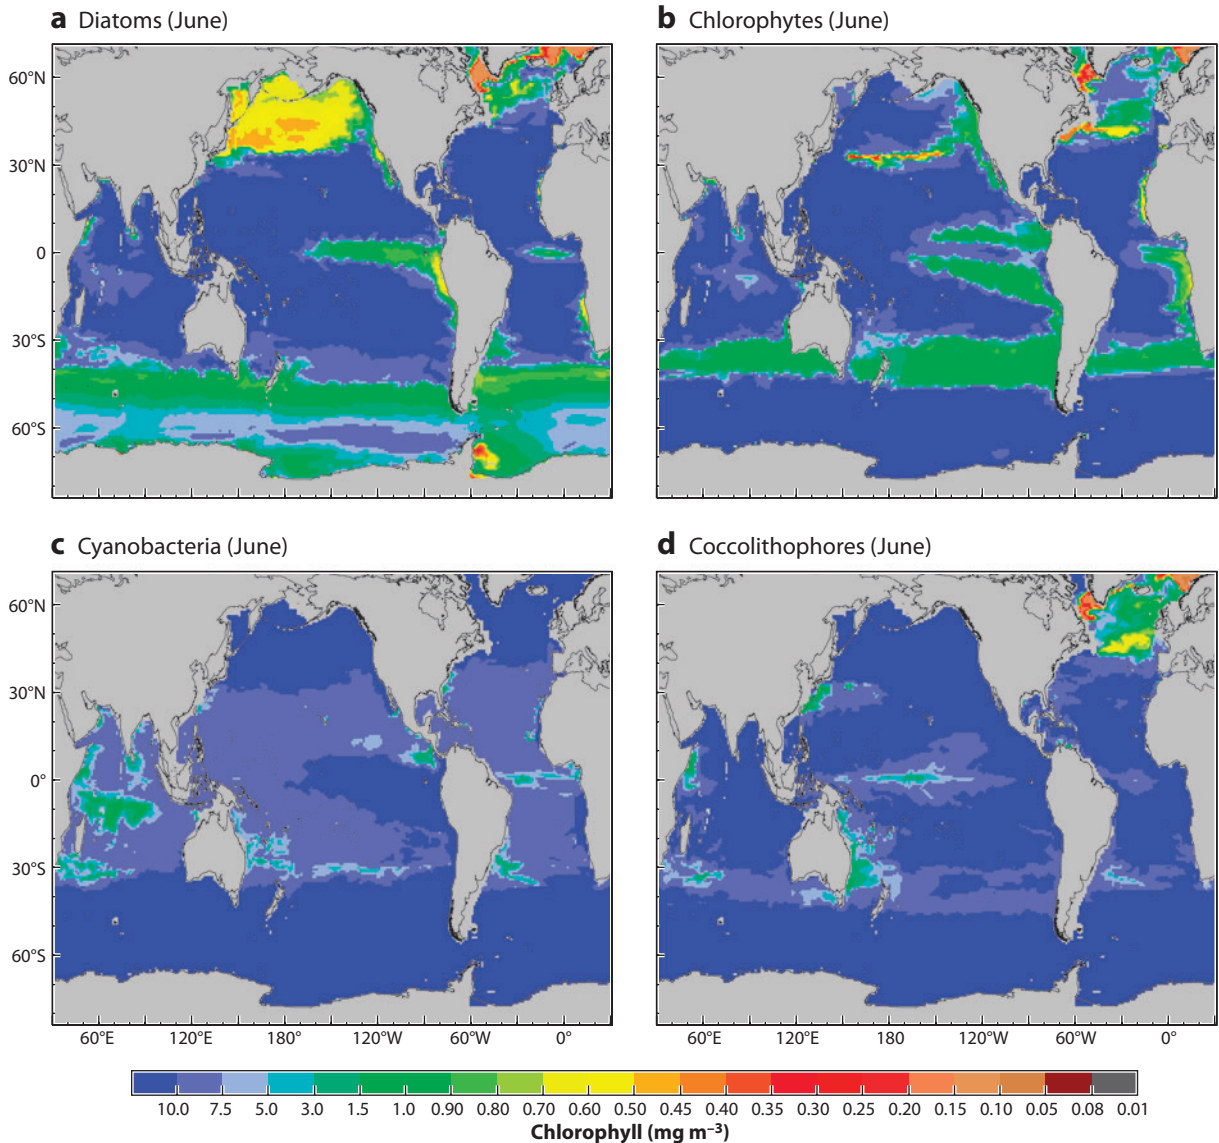 a Diatoms (June)
b Chlorophytes (June)
60°N
30°N
0
30°S
60°S
c Cyanobacteria (June)
d Coccolithophores (June)
60°N
30°N
0°
30°S
60°S
60°E 120°E 180° 120°W 60°W 0°
60°E 120°E 180° 120°W 60°W 0°
10.0 7.5 5.0 3.0 1.5 1.0 0.90 0.80 0.70 0.60 0.50 0.45 0.40 0.35 0.30 0.25 0.20 0.15 0.10 0.05 0.08 0.01
Chlorophyll (mg m⁻³)